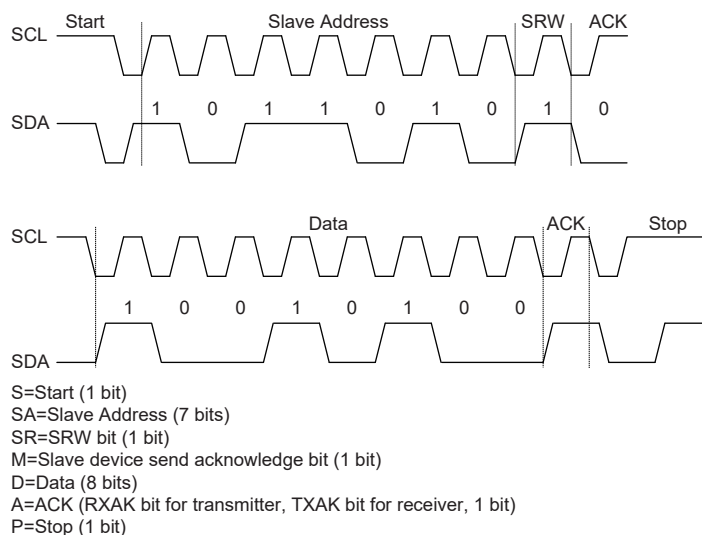 Start Slave Address SRW ACK
SCL
1 0 1 1 0 1 0 1 0
SDA
Data ACK Stop
SCL
1 0 0 1 0 1 0 0
SDA
S=Start (1 bit)
SA=Slave Address (7 bits)
SR=SRW bit (1 bit)
M=Slave device send acknowledge bit (1 bit)
D=Data (8 bits)
A=ACK (RXAK bit for transmitter, TXAK bit for receiver, 1 bit)
P=Stop (1 bit)